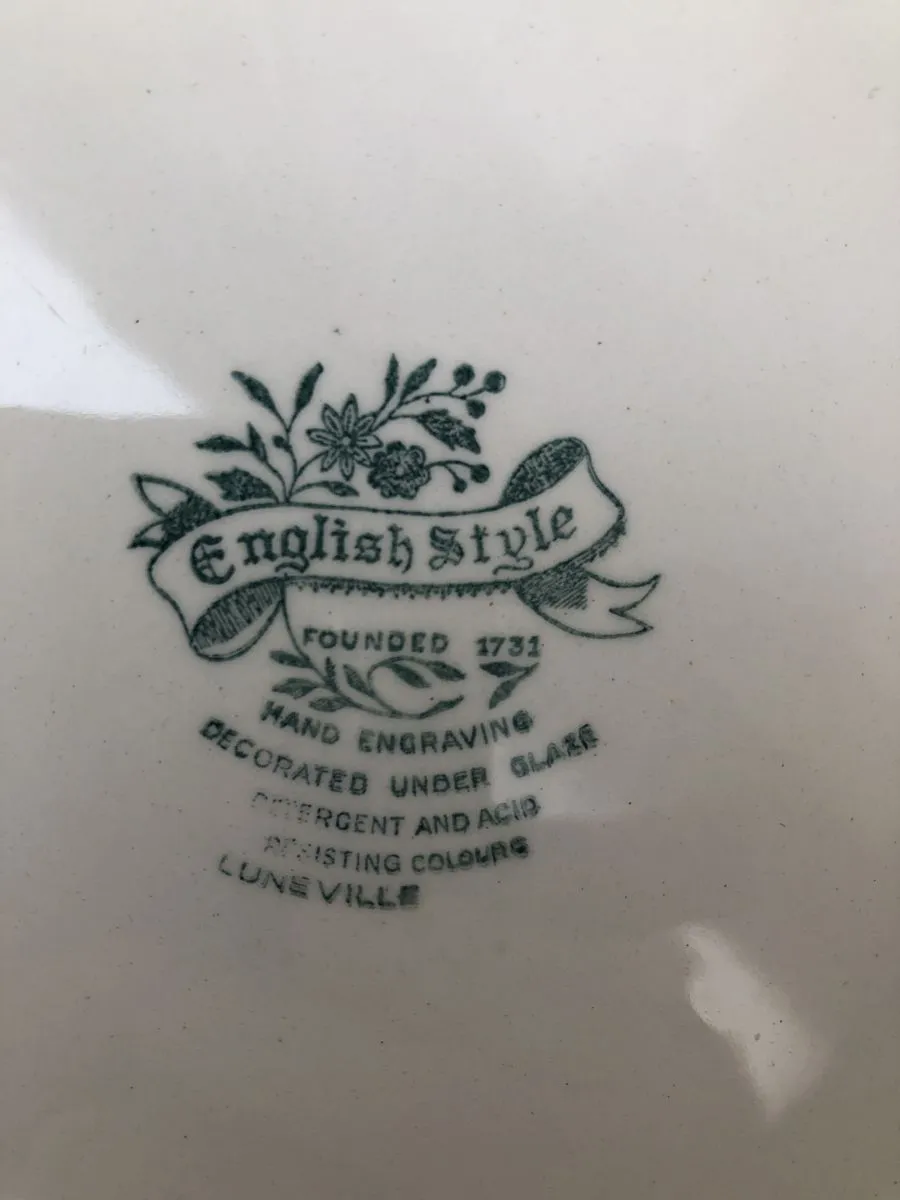 English Style
FOUNDED 1731
HAND ENGRAVING
DECORATED UNDER GLAZE
DETERGENT AND ACID
RESISTING COLOURS
LUNEVILLE